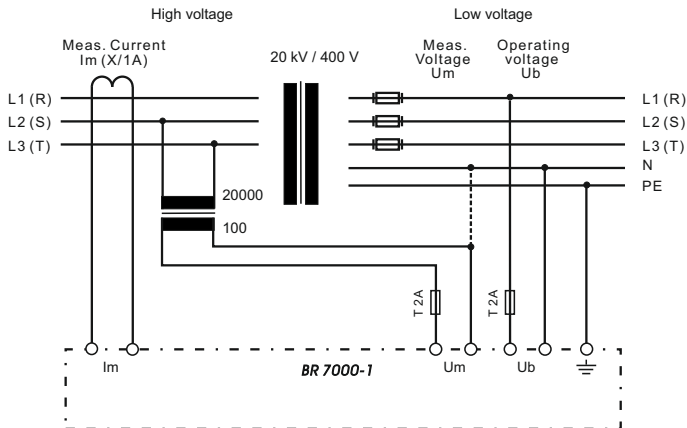 High voltage
Low voltage
Meas. Current
Im (X/1A)
20 kV / 400 V
Meas.
Voltage
Um
Operating
voltage
Ub
L1 (R)
L2 (S)
L3 (T)
L1 (R)
L2 (S)
L3 (T)
N
PE
20000
100
T 2A
T 2A
Im
BR 7000-1
Um
Ub